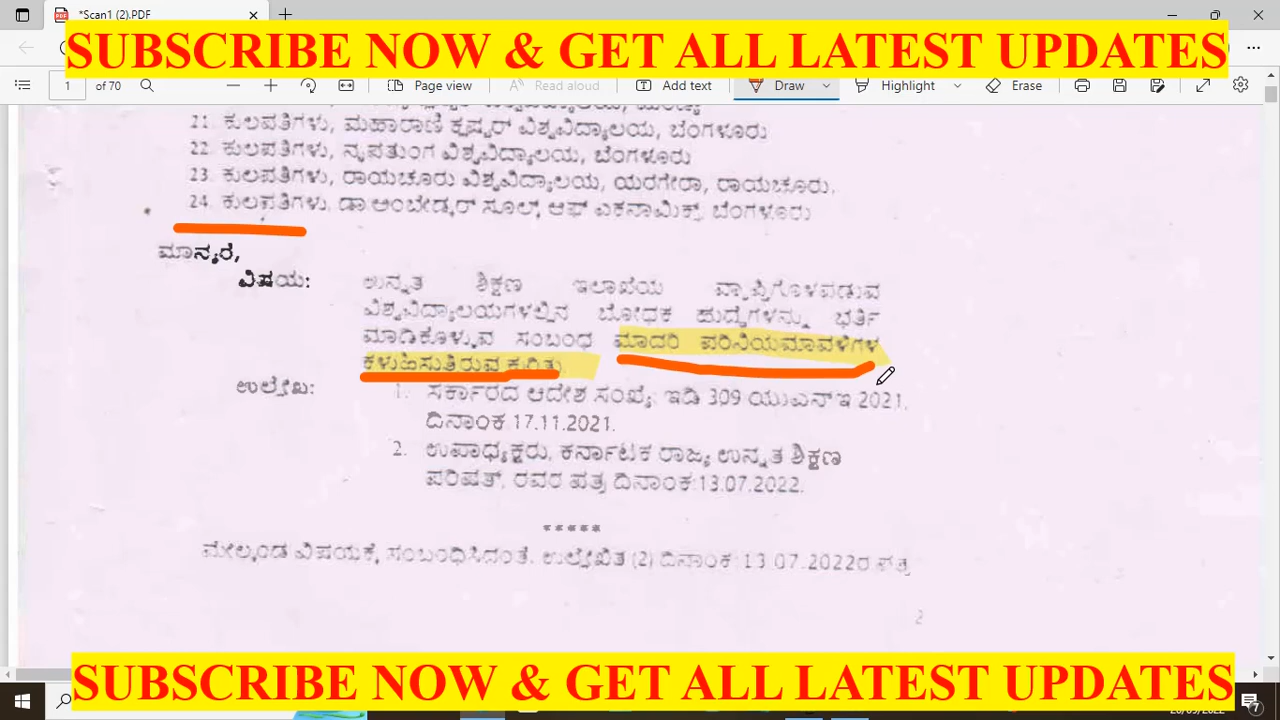 *Scan1 (2).PDF
SUBSCRIBE NOW & GET ALL LATEST UPDATES
1 of 70 Page view Read aloud Add text Draw Highlight Erase
21. ಕುಲಪತಿಗಳು, ಮಹಾರಾಣಿ ಕ್ಲಸ್ಟರ್ ವಿಶ್ವವಿದ್ಯಾಲಯ, ಬೆಂಗಳೂರು
22. ಕುಲಪತಿಗಳು, ನೃಪತುಂಗ ವಿಶ್ವವಿದ್ಯಾಲಯ, ಬೆಂಗಳೂರು
23. ಕುಲಪತಿಗಳು, ರಾಯಚೂರು ವಿಶ್ವವಿದ್ಯಾಲಯ, ಯರಗೇರಾ, ರಾಯಚೂರು.
24. ಕುಲಪತಿಗಳು, ಡಾ ಅಂಬೇಡ್ಕರ್ ಸ್ಕೂಲ್ ಆಫ್ ಎಕನಾಮಿಕ್ಸ್, ಬೆಂಗಳೂರು
ಮಾನ್ಯರೆ,
ವಿಷಯ: ಉನ್ನತ ಶಿಕ್ಷಣ ಇಲಾಖೆಯ ವ್ಯಾಪ್ತಿಗೊಳಪಡುವ
ವಿಶ್ವವಿದ್ಯಾಲಯಗಳಲ್ಲಿನ ಬೋಧಕ ಹುದ್ದೆಗಳನ್ನು ಭರ್ತಿ
ಮಾಡಿಕೊಳ್ಳುವ ಸಂಬಂಧ ಮಾದರಿ ಪರಿನಿಯಮಾವಳಿಗಳ
ಕಳುಹಿಸುತ್ತಿರುವ ಕುರಿತು
ಉಲ್ಲೇಖ: 1. ಸರ್ಕಾರದ ಆದೇಶ ಸಂಖ್ಯೆ: ಇಡಿ 309 ಯುಎನ್ಇ 2021,
ದಿನಾಂಕ 17.11.2021.
2. ಉಪಾಧ್ಯಕ್ಷರು, ಕರ್ನಾಟಕ ರಾಜ್ಯ ಉನ್ನತ ಶಿಕ್ಷಣ
ಪರಿಷತ್, ರವರ ಪತ್ರ ದಿನಾಂಕ:13.07.2022.
*****
ಮೇಲ್ಕಂಡ ವಿಷಯಕ್ಕೆ ಸಂಬಂಧಿಸಿದಂತೆ, ಉಲ್ಲೇಖಿತ (2) ದಿನಾಂಕ: 13.07.2022ರ ಪತ್ರ
2
SUBSCRIBE NOW & GET ALL LATEST UPDATES
7